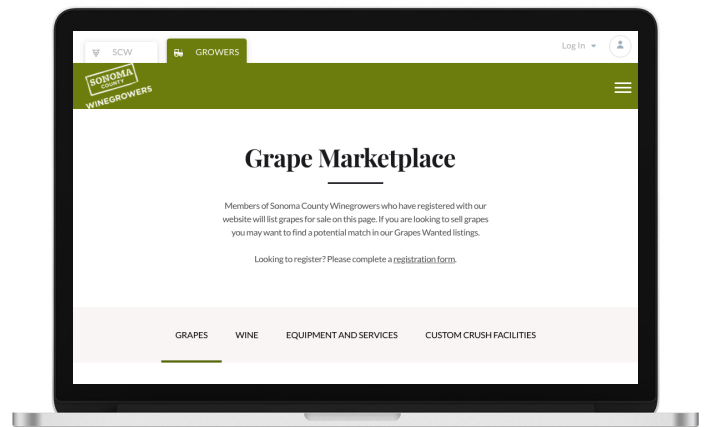 SCW
GROWERS
Log In
SONOMA
COUNTY
WINEGROWERS
Grape Marketplace
Members of Sonoma County Winegrowers who have registered with our
website will list grapes for sale on this page. If you are looking to sell grapes
you may want to find a potential match in our Grapes Wanted listings.
Looking to register? Please complete a registration form.
GRAPES
WINE
EQUIPMENT AND SERVICES
CUSTOM CRUSH FACILITIES